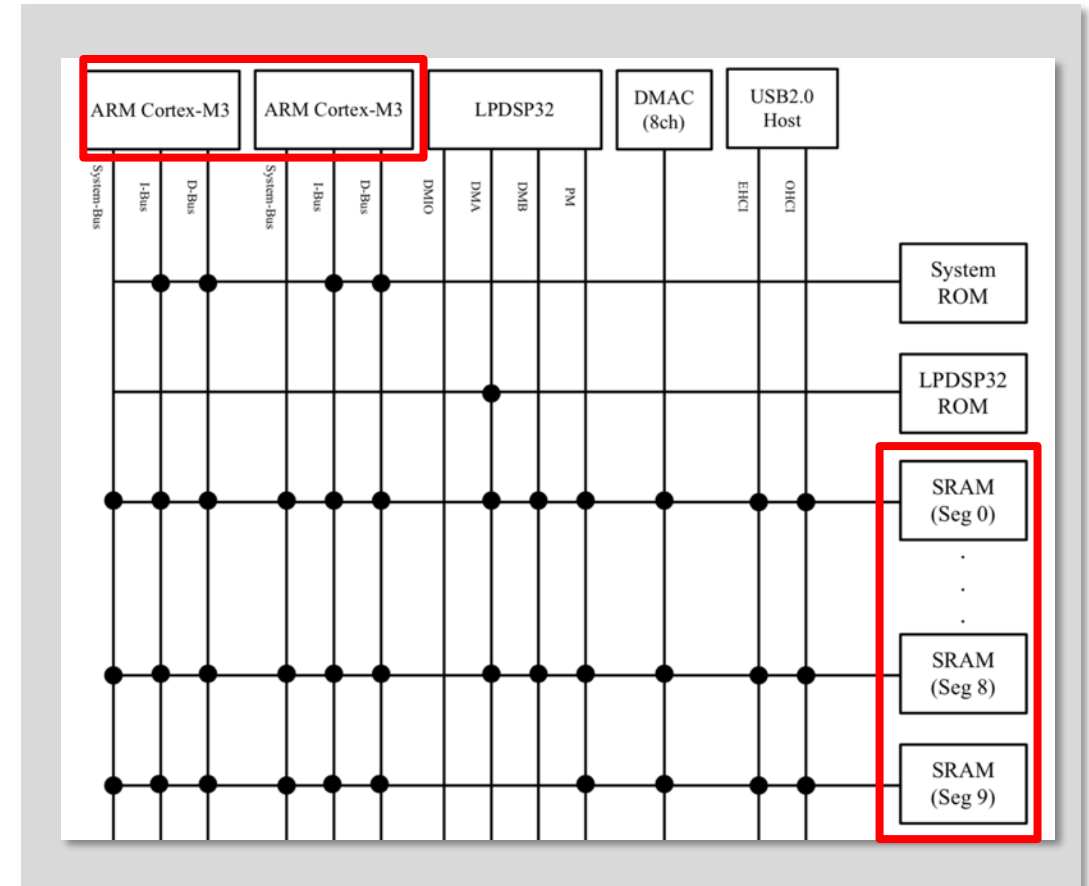 ARM Cortex-M3
ARM Cortex-M3
LPDSP32
DMAC
(8ch)
USB2.0
Host
System-Bus
I-Bus
D-Bus
System-Bus
I-Bus
D-Bus
DMIO
DMA
DMB
PM
EHCI
OHCI
System
ROM
LPDSP32
ROM
SRAM
(Seg 0)
.
.
.
SRAM
(Seg 8)
SRAM
(Seg 9)